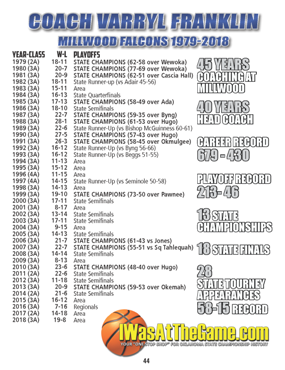 COACH VARRYL FRANKLIN
MILLWOOD FALCONS 1979-2018
YEAR-CLASS W-L PLAYOFFS
1979 (2A) 18-11 STATE CHAMPIONS (62-58 over Wewoka)
1980 (3A) 20-7 STATE CHAMPIONS (77-69 over Wewoka)
1981 (3A) 20-9 STATE CHAMPIONS (62-51 over Cascia Hall)
1982 (3A) 18-11 State Runner-up (vs Adair 45-56)
1983 (3A) 15-11 Area
1984 (3A) 16-13 State Quarterfinals
1985 (3A) 17-13 STATE CHAMPIONS (58-49 over Ada)
1986 (3A) 18-10 State Semifinals
1987 (3A) 22-7 STATE CHAMPIONS (59-35 over Byng)
1988 (3A) 28-1 STATE CHAMPIONS (61-53 over Hugo)
1989 (3A) 22-6 State Runner-up (vs Bishop McGuinness 60-61)
1990 (3A) 27-5 STATE CHAMPIONS (57-43 over Hugo)
1991 (3A) 26-3 STATE CHAMPIONS (58-45 over Okmulgee)
1992 (3A) 16-12 State Runner-up (vs Byng 56-66)
1993 (3A) 16-12 State Runner-up (vs Beggs 51-55)
1994 (3A) 11-13 Area
1995 (3A) 15-12 Area
1996 (4A) 11-15 Area
1997 (4A) 14-15 State Runner-up (vs Seminole 50-58)
1998 (3A) 14-13 Area
1999 (3A) 19-10 STATE CHAMPIONS (73-50 over Pawnee)
2000 (3A) 17-11 State Semifinals
2001 (3A) 8-17 Area
2002 (3A) 13-14 State Semifinals
2003 (3A) 17-11 State Semifinals
2004 (3A) 9-15 Area
2005 (3A) 14-13 State Semifinals
2006 (3A) 21-7 STATE CHAMPIONS (61-43 vs Jones)
2007 (3A) 22-7 STATE CHAMPIONS (55-51 vs Sq Tahlequah)
2008 (3A) 14-14 State Semifinals
2009 (3A) 8-13 Area
2010 (3A) 23-6 STATE CHAMPIONS (48-40 over Hugo)
2011 (2A) 22-6 State Semifinals
2012 (3A) 11-18 State Semifinals
2013 (3A) 20-9 STATE CHAMPIONS (59-53 over Okemah)
2014 (2A) 21-6 State Semifinals
2015 (3A) 16-12 Area
2016 (3A) 7-16 Regionals
2017 (2A) 14-18 Area
2018 (3A) 19-8 Area
45 YEARS
COACHING AT
MILLWOOD
40 YEARS
HEAD COACH
CAREER RECORD
679 - 430
PLAYOFF RECORD
213- 46
13 STATE
CHAMPIONSHIPS
18 STATE FINALS
28
STATE TOURNEY
APPEARANCES
58-15 RECORD
IWasAtTheGame.com
YOUR "ONE STOP SHOP" FOR OKLAHOMA STATE CHAMPIONSHIP HISTORY
44